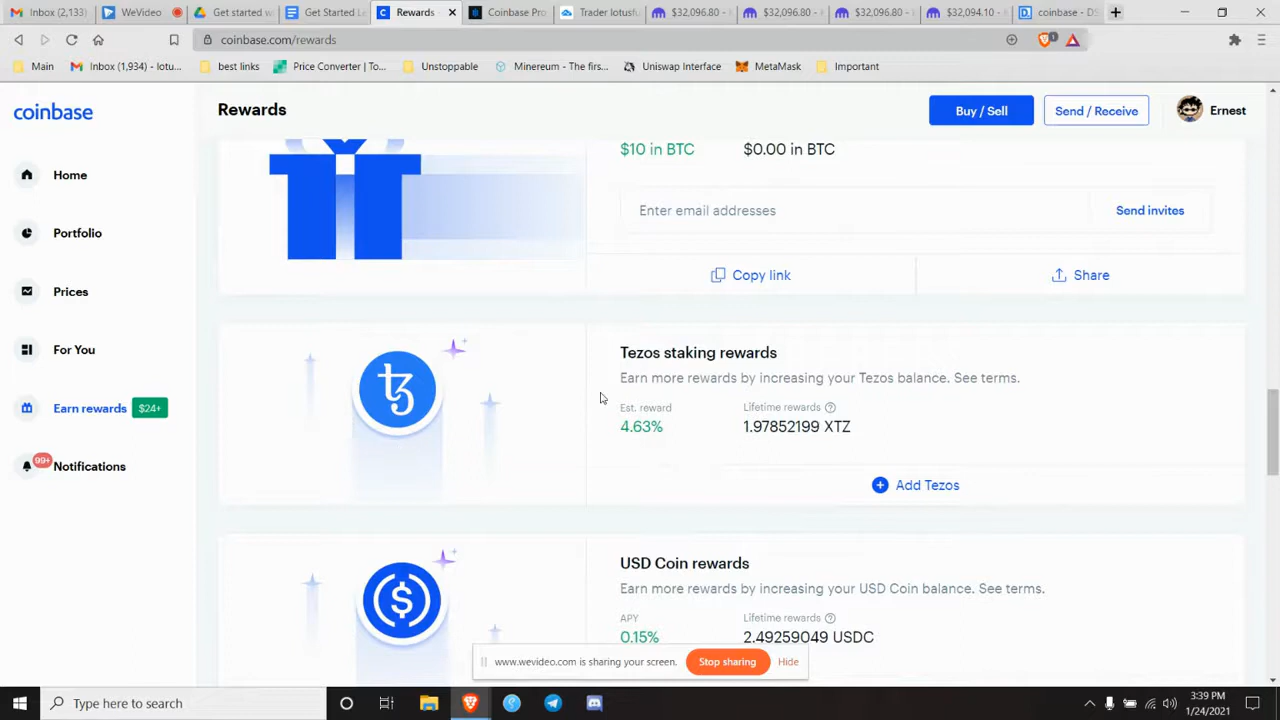 Inbox (2,133)
WeVideo
Get started w
Get Started Le
Rewards
Coinbase Pro
Trader lotusfu
$32,096.80 -
$32,096.80 -
$32,096.80 -
$32,094.10 -
coinbase - DS
coinbase.com/rewards
1
Main
Inbox (1,934) - lotu...
best links
Price Converter | To...
Unstoppable
Minereum - The firs...
Uniswap Interface
MetaMask
Important
coinbase
Rewards
Buy / Sell
Send / Receive
Ernest
Home
Portfolio
Prices
For You
Earn rewards
$24+
99+
Notifications
$10 in BTC
$0.00 in BTC
Enter email addresses
Send invites
Copy link
Share
Tezos staking rewards
Earn more rewards by increasing your Tezos balance. See terms.
Est. reward
Lifetime rewards
4.63%
1.97852199 XTZ
Add Tezos
USD Coin rewards
Earn more rewards by increasing your USD Coin balance. See terms.
APY
Lifetime rewards
0.15%
2.49259049 USDC
www.wevideo.com is sharing your screen.
Stop sharing
Hide
Type here to search
3:39 PM
1/24/2021